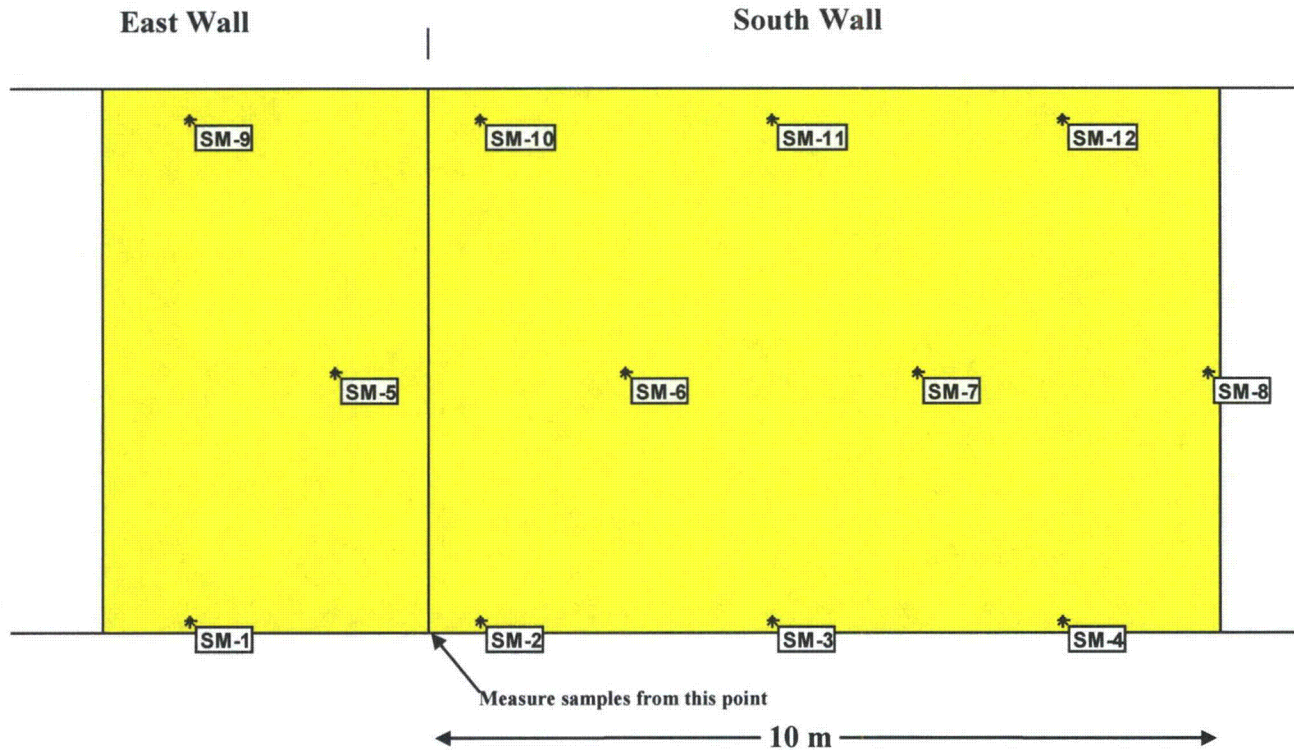 East Wall
South Wall
SM-9
SM-10
SM-11
SM-12
SM-5
SM-6
SM-7
SM-8
SM-1
SM-2
SM-3
SM-4
Measure samples from this point
10 m